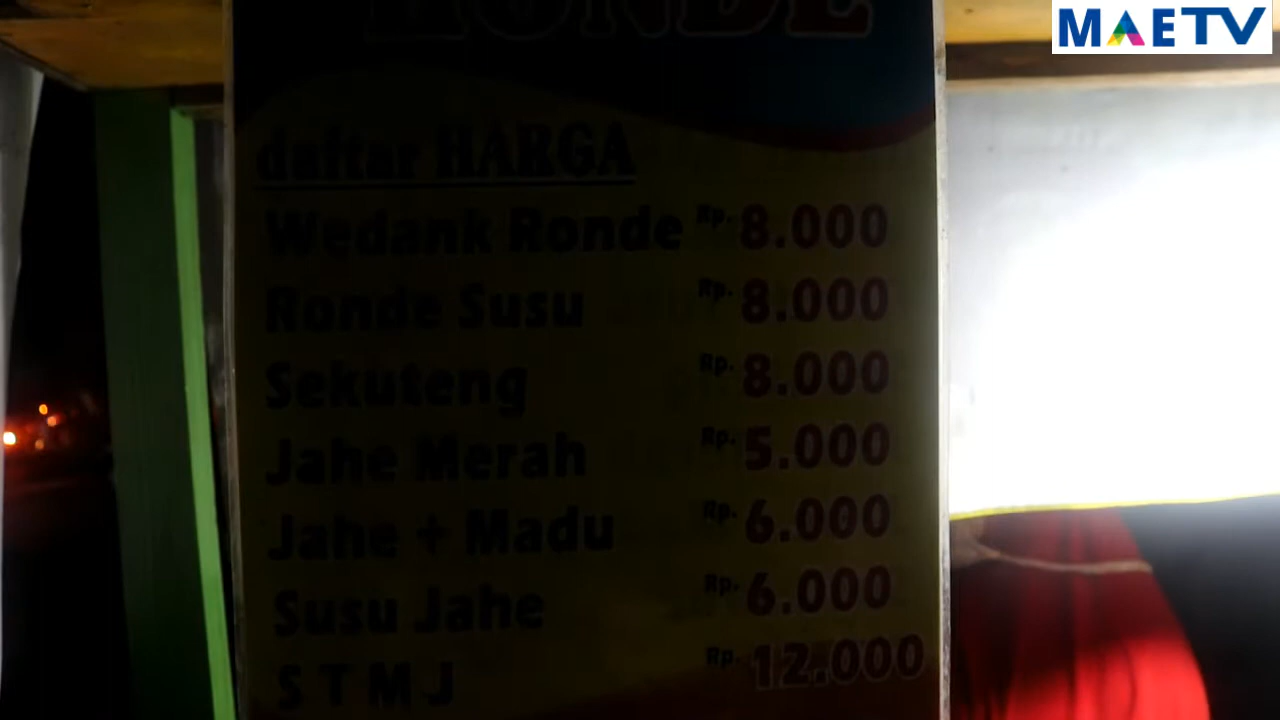 MAETV
RONDE
daftar HARGA
Wedank Ronde Rp. 8.000
Ronde Susu Rp. 8.000
Sekuteng Rp. 8.000
Jahe Merah Rp. 5.000
Jahe + Madu Rp. 6.000
Susu Jahe Rp. 6.000
S T M J Rp. 12.000